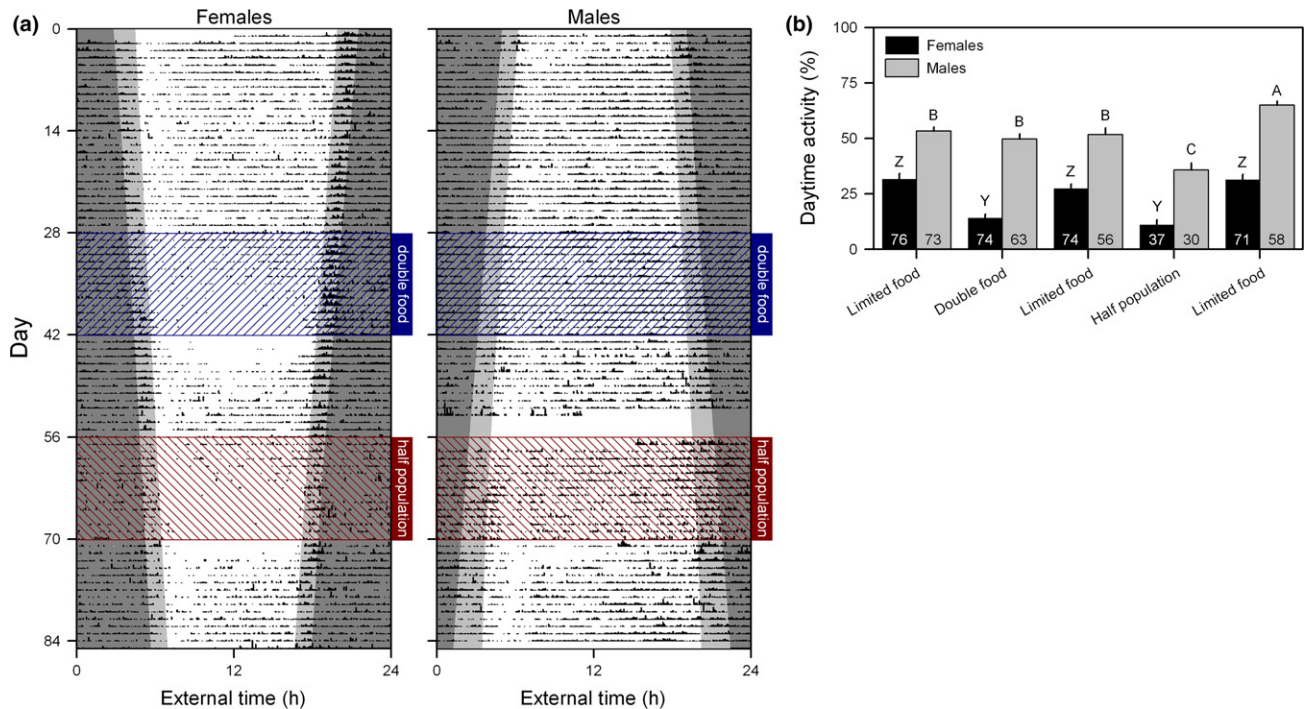 (a)
Females
Males
0
14
28
42
56
70
84
Day
double food
half population
double food
half population
0
12
24
0
12
24
External time (h)
External time (h)
(b)
100
75
50
25
0
Daytime activity (%)
Females
Males
Z
B
Y
B
Z
B
Y
C
Z
A
76
73
74
63
74
56
37
30
71
58
Limited food
Double food
Limited food
Half population
Limited food